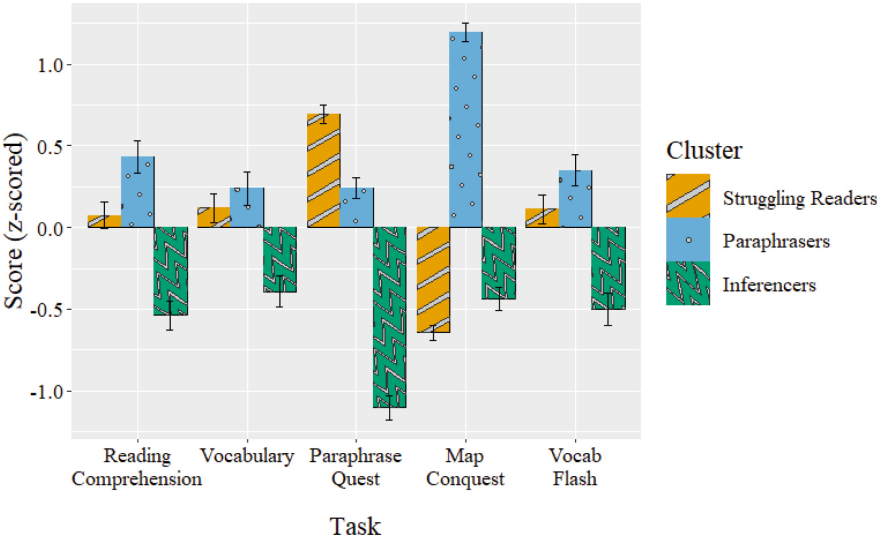 Score (z-scored)
1.0
0.5
0.0
-0.5
-1.0
Reading
Comprehension
Vocabulary
Paraphrase
Quest
Map
Conquest
Vocab
Flash
Task
Cluster
Struggling Readers
Paraphrasers
Inferencers